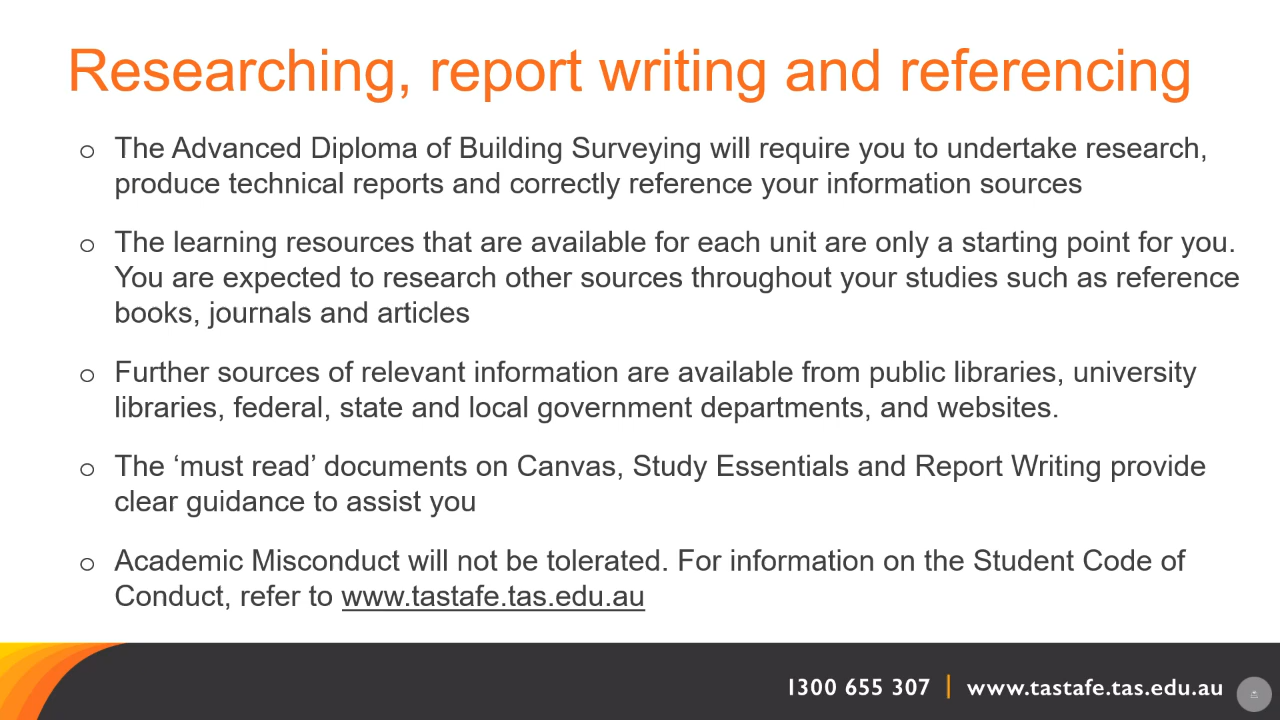 Researching, report writing and referencing
o The Advanced Diploma of Building Surveying will require you to undertake research,
produce technical reports and correctly reference your information sources
o The learning resources that are available for each unit are only a starting point for you.
You are expected to research other sources throughout your studies such as reference
books, journals and articles
o Further sources of relevant information are available from public libraries, university
libraries, federal, state and local government departments, and websites.
o The ‘must read’ documents on Canvas, Study Essentials and Report Writing provide
clear guidance to assist you
o Academic Misconduct will not be tolerated. For information on the Student Code of
Conduct, refer to www.tastafe.tas.edu.au
1300 655 307 | www.tastafe.tas.edu.au